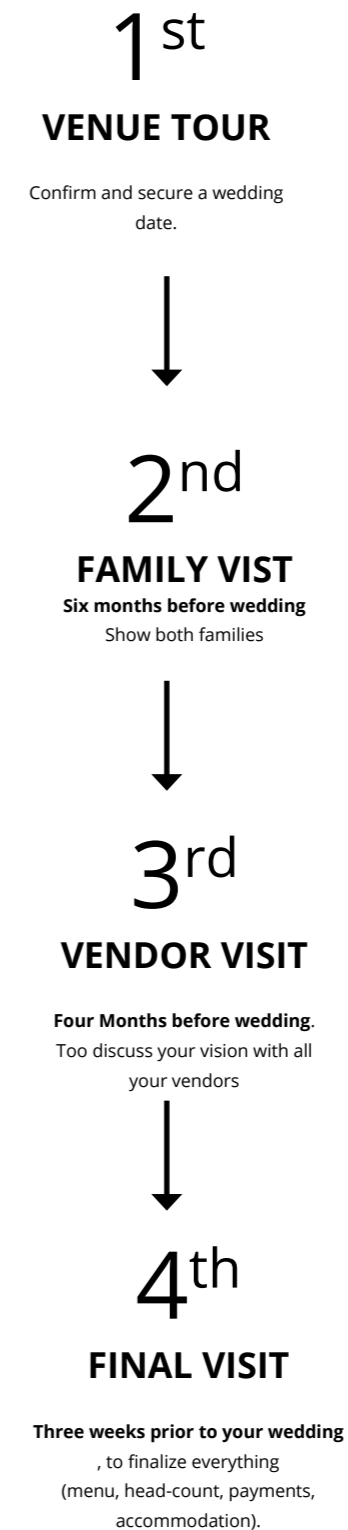 1st
VENUE TOUR
Confirm and secure a wedding
date.
2nd
FAMILY VIST
Six months before wedding
Show both families
3rd
VENDOR VISIT
Four Months before wedding.
Too discuss your vision with all
your vendors
4th
FINAL VISIT
Three weeks prior to your wedding
, to finalize everything
(menu, head-count, payments,
accommodation).